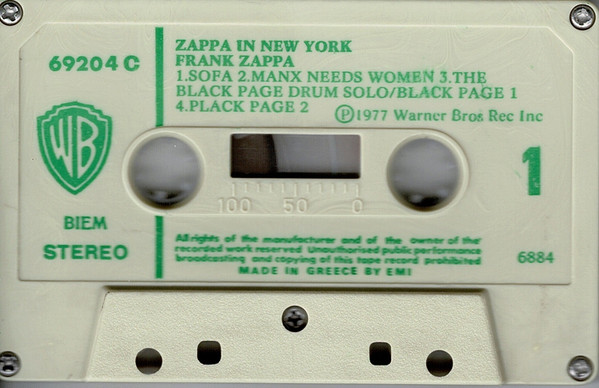 69204 C
ZAPPA IN NEW YORK
FRANK ZAPPA
1.SOFA 2.MANX NEEDS WOMEN 3.THE
BLACK PAGE DRUM SOLO/BLACK PAGE 1
4.PLACK PAGE 2
Ⓟ1977 Warner Bros Rec Inc
WB
1
100 50 0
BIEM
STEREO
All rights of the manufacturer and of the owner of the
recorded work reserved Unauthorised public performance
broadcasting and copying of this tape record prohibited
MADE IN GREECE BY EMI
6884